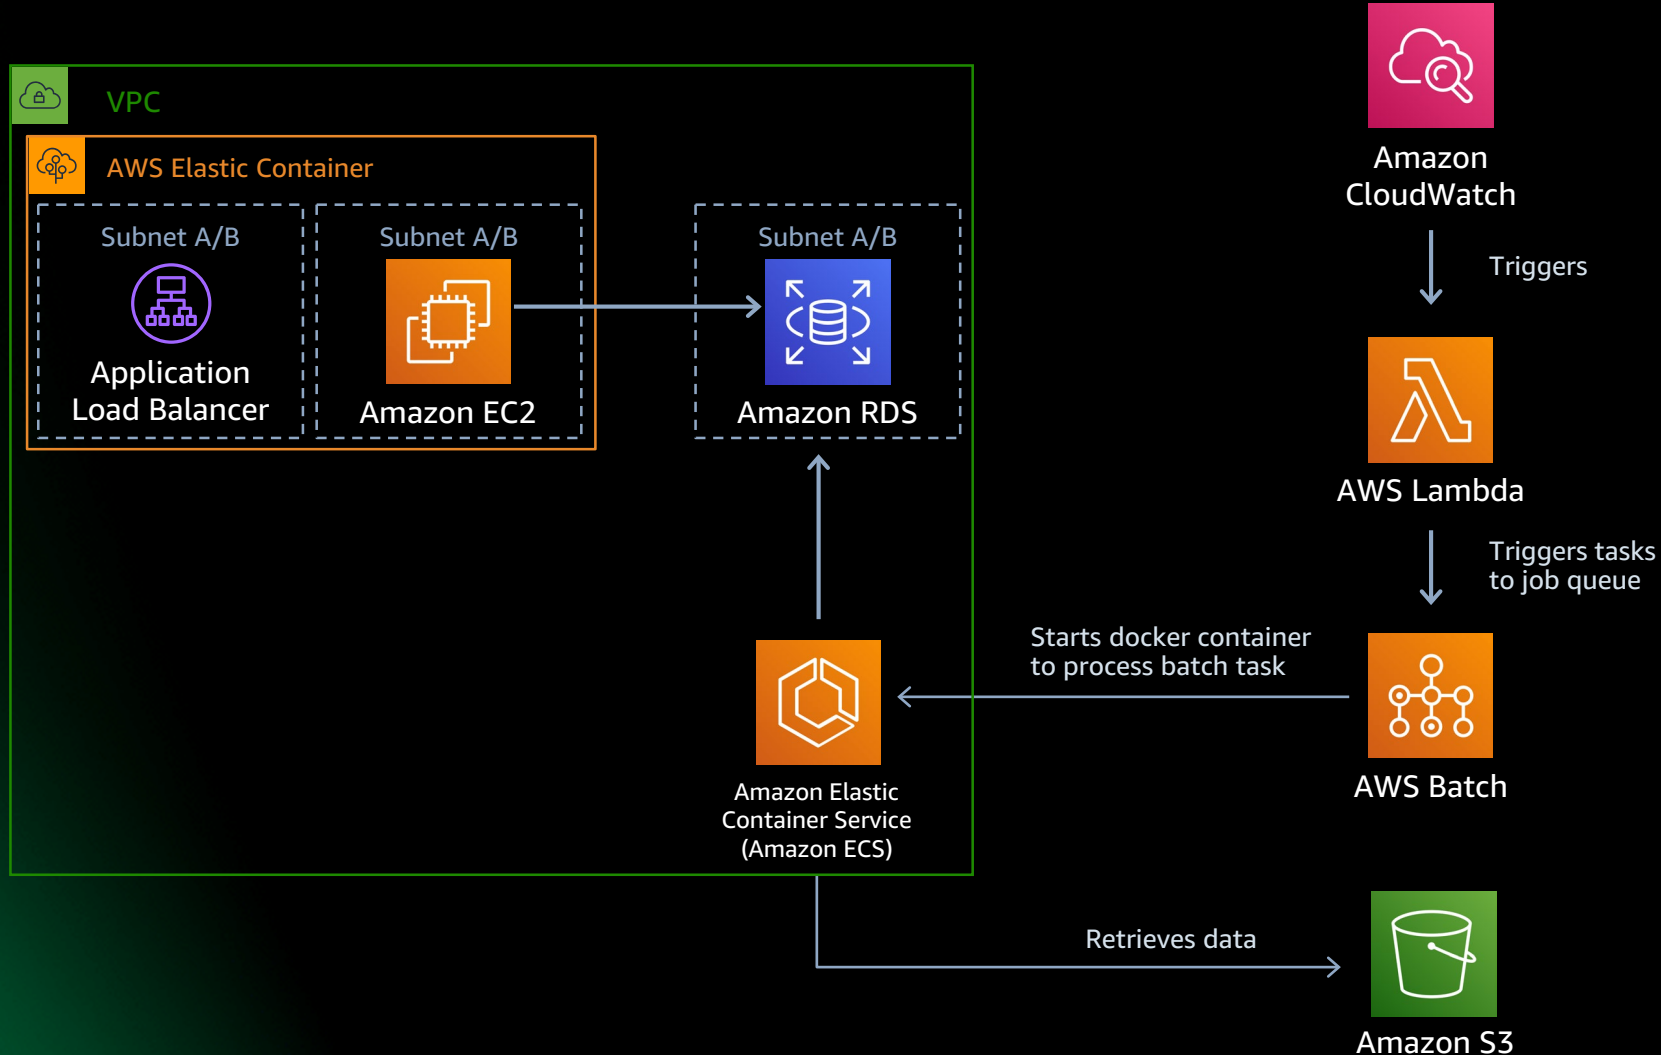 VPC
AWS Elastic Container
Subnet A/B
Application
Load Balancer
Subnet A/B
Amazon EC2
Subnet A/B
Amazon RDS
Amazon Elastic
Container Service
(Amazon ECS)
Amazon
CloudWatch
Triggers
AWS Lambda
Triggers tasks
to job queue
Starts docker container
to process batch task
AWS Batch
Retrieves data
Amazon S3